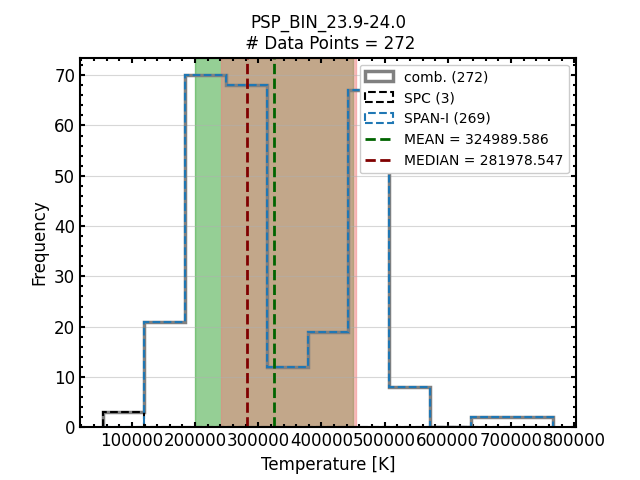 PSP_BIN_23.9-24.0
# Data Points = 272
comb. (272)
SPC (3)
SPAN-I (269)
MEAN = 324989.586
MEDIAN = 281978.547
Frequency
70
60
50
40
30
20
10
0
100000 200000 300000 400000 500000 600000 700000 800000
Temperature [K]